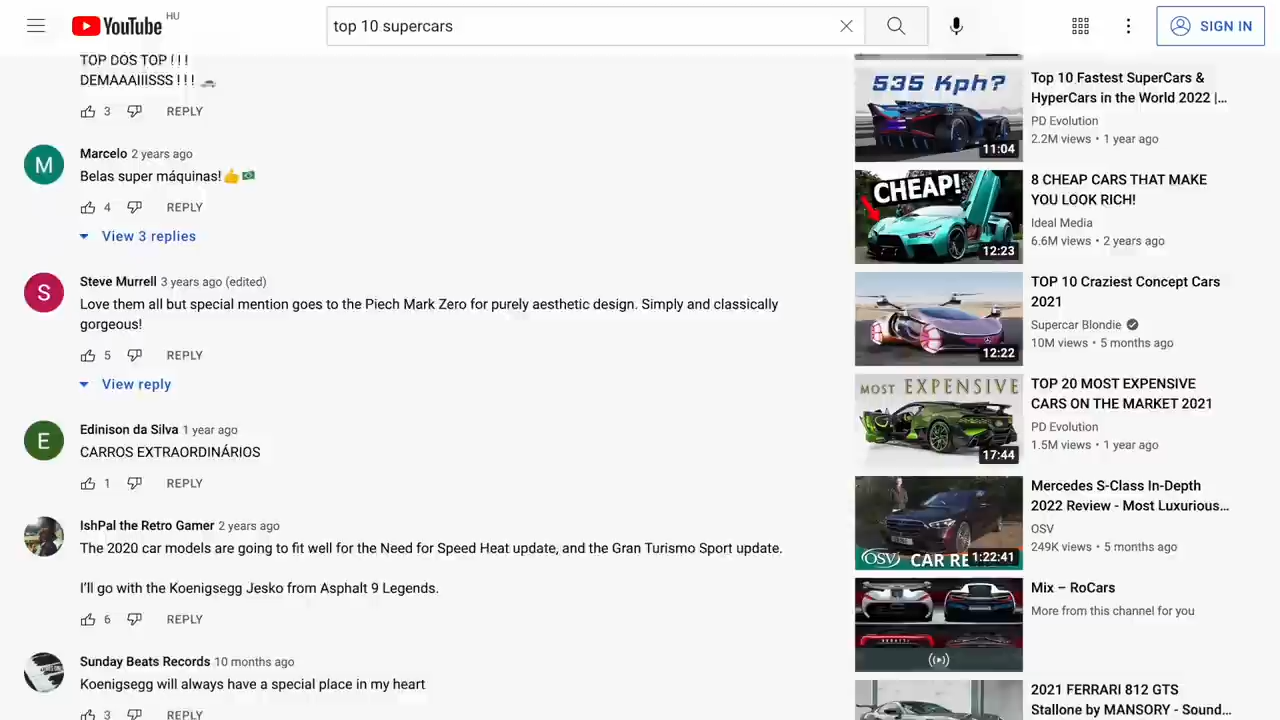 YouTube HU
top 10 supercars
SIGN IN
TOP DOS TOP ! ! !
DEMAAAIIISSS ! ! !
3 REPLY
M
Marcelo 2 years ago
Belas super máquinas!👍🇧🇷
4 REPLY
View 3 replies
S
Steve Murrell 3 years ago (edited)
Love them all but special mention goes to the Piech Mark Zero for purely aesthetic design. Simply and classically
gorgeous!
5 REPLY
View reply
E
Edinison da Silva 1 year ago
CARROS EXTRAORDINÁRIOS
1 REPLY
IshPal the Retro Gamer 2 years ago
The 2020 car models are going to fit well for the Need for Speed Heat update, and the Gran Turismo Sport update.
I'll go with the Koenigsegg Jesko from Asphalt 9 Legends.
6 REPLY
Sunday Beats Records 10 months ago
Koenigsegg will always have a special place in my heart
3 REPLY
535 Kph?
11:04
Top 10 Fastest SuperCars &
HyperCars in the World 2022 |...
PD Evolution
2.2M views • 1 year ago
CHEAP!
12:23
8 CHEAP CARS THAT MAKE
YOU LOOK RICH!
Ideal Media
6.6M views • 2 years ago
12:22
TOP 10 Craziest Concept Cars
2021
Supercar Blondie
10M views • 5 months ago
MOST EXPENSIVE
17:44
TOP 20 MOST EXPENSIVE
CARS ON THE MARKET 2021
PD Evolution
1.5M views • 1 year ago
OSV CAR RE
1:22:41
Mercedes S-Class In-Depth
2022 Review - Most Luxurious...
OSV
249K views • 5 months ago
Mix – RoCars
More from this channel for you
2021 FERRARI 812 GTS
Stallone by MANSORY - Sound...